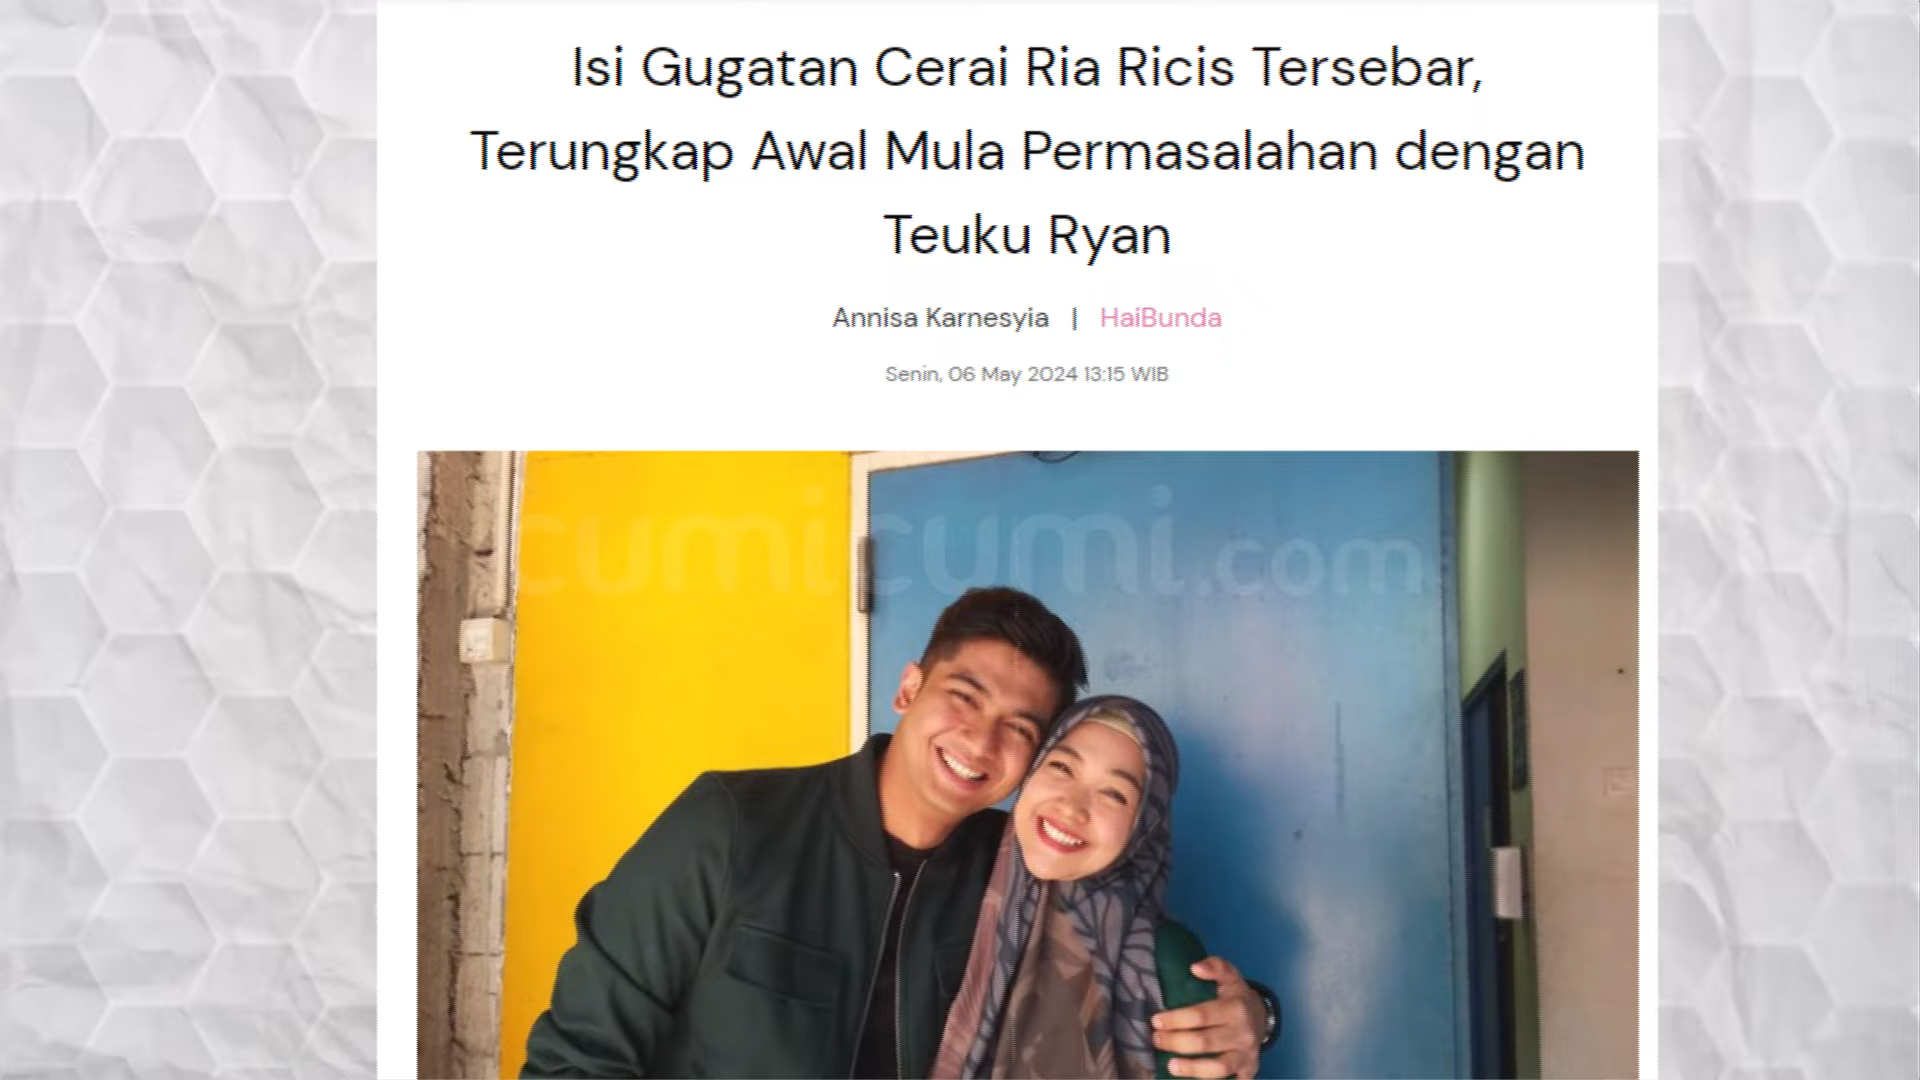 Isi Gugatan Cerai Ria Ricis Tersebar,
Terungkap Awal Mula Permasalahan dengan
Teuku Ryan
Annisa Karnesyia | HaiBunda
Senin, 06 May 2024 13:15 WIB
cumicumi.com